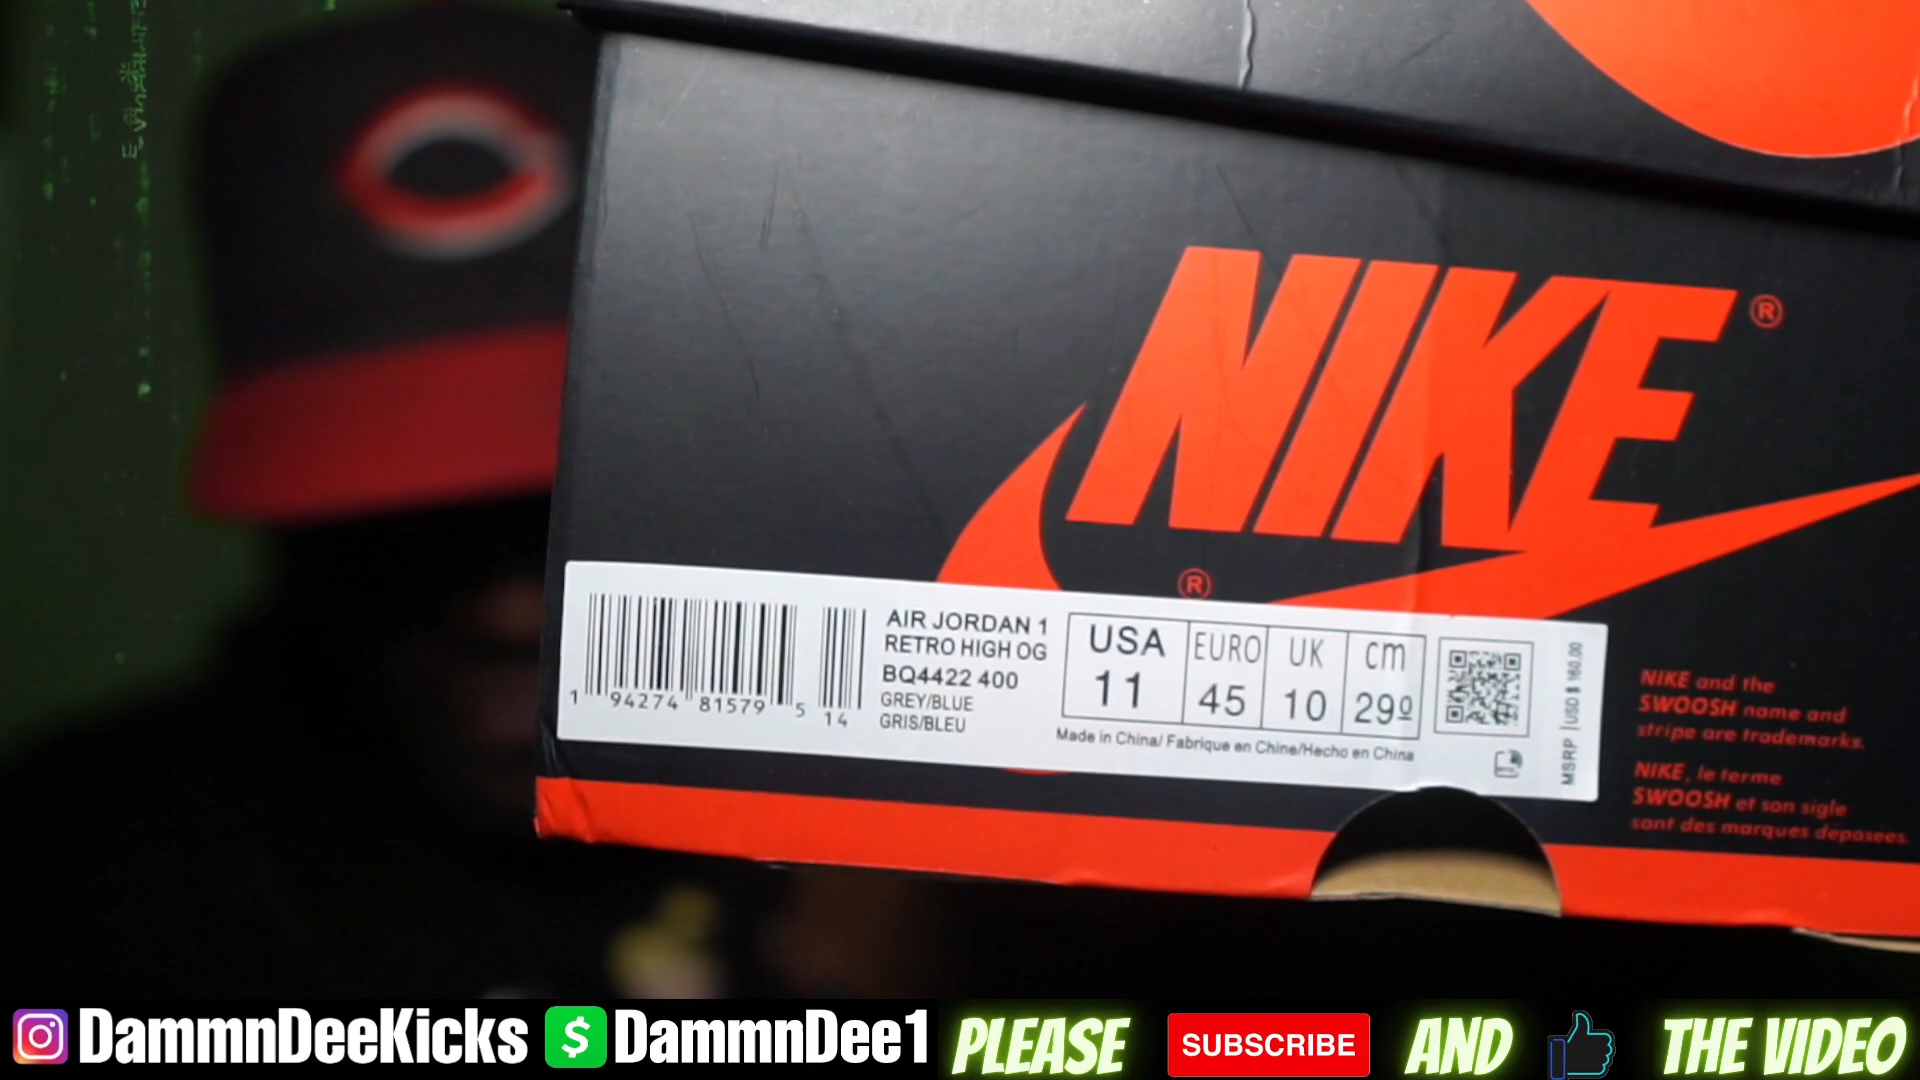 NIKE
®
®
AIR JORDAN 1
RETRO HIGH OG
BQ4422 400
GREY/BLUE
GRIS/BLEU
1 94274 81579 5
14
USA EURO UK cm
11 45 10 29º
Made in China/ Fabrique en Chine/Hecho en China
MSRP USD $ 160.00
NIKE and the
SWOOSH name and
stripe are trademarks.
NIKE, le terme
SWOOSH et son sigle
sont des marques deposees.
DammnDeeKicks
$ DammnDee1
PLEASE SUBSCRIBE AND THE VIDEO